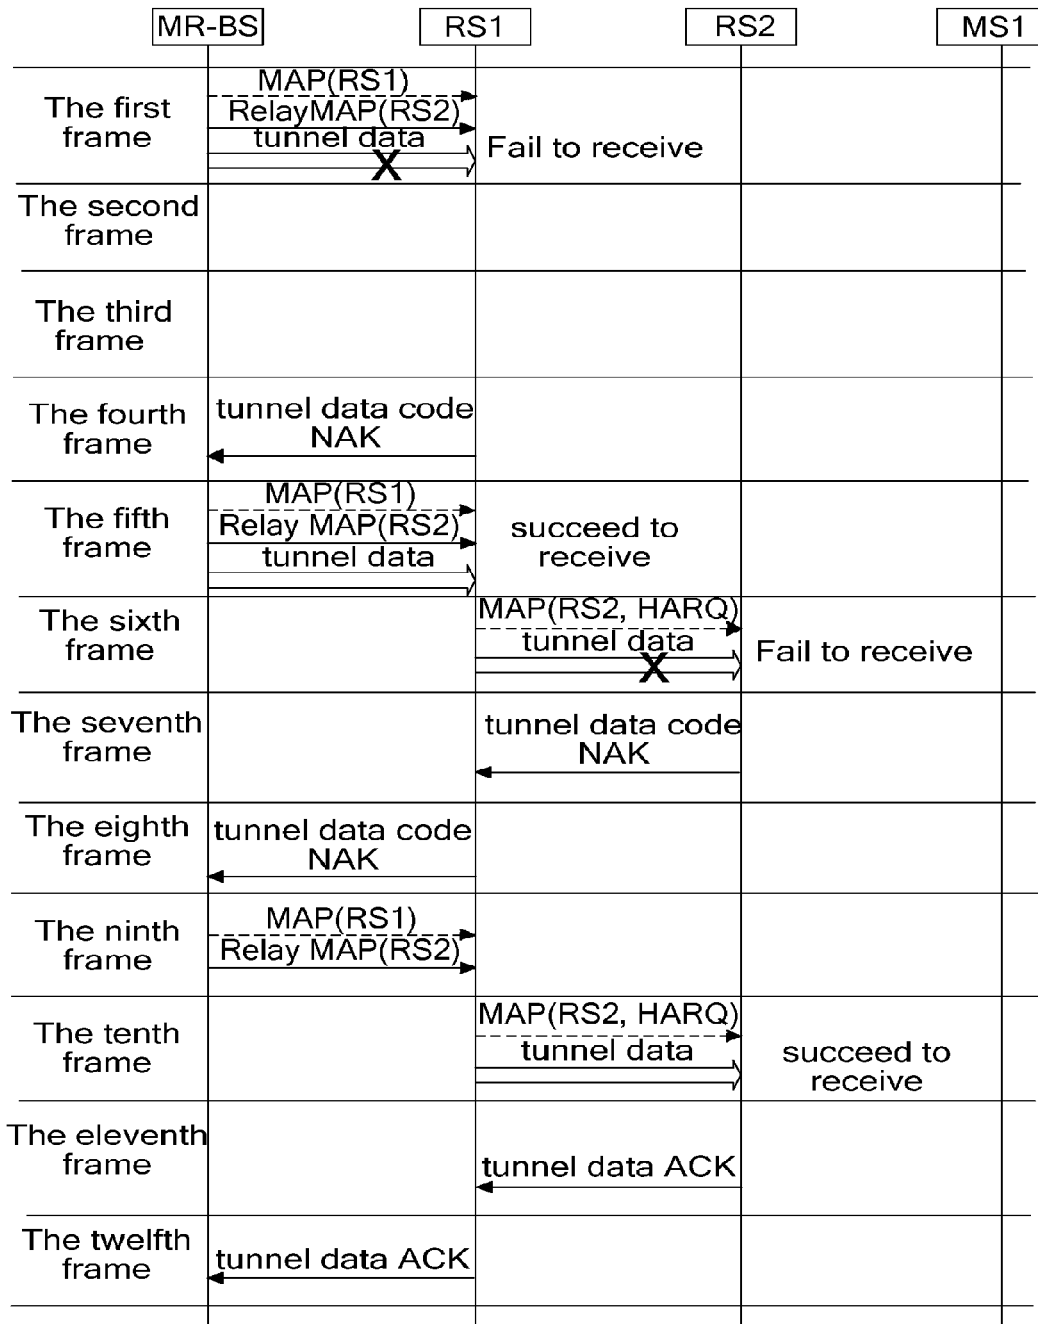 MR-BS RS1 RS2 MS1
The first
frame
MAP(RS1)
RelayMAP(RS2)
tunnel data
X
Fail to receive
The second
frame
The third
frame
The fourth
frame
tunnel data code
NAK
The fifth
frame
MAP(RS1)
Relay MAP(RS2)
tunnel data
succeed to
receive
The sixth
frame
MAP(RS2, HARQ)
tunnel data
X
Fail to receive
The seventh
frame
tunnel data code
NAK
The eighth
frame
tunnel data code
NAK
The ninth
frame
MAP(RS1)
Relay MAP(RS2)
The tenth
frame
MAP(RS2, HARQ)
tunnel data
succeed to
receive
The eleventh
frame
tunnel data ACK
The twelfth
frame
tunnel data ACK